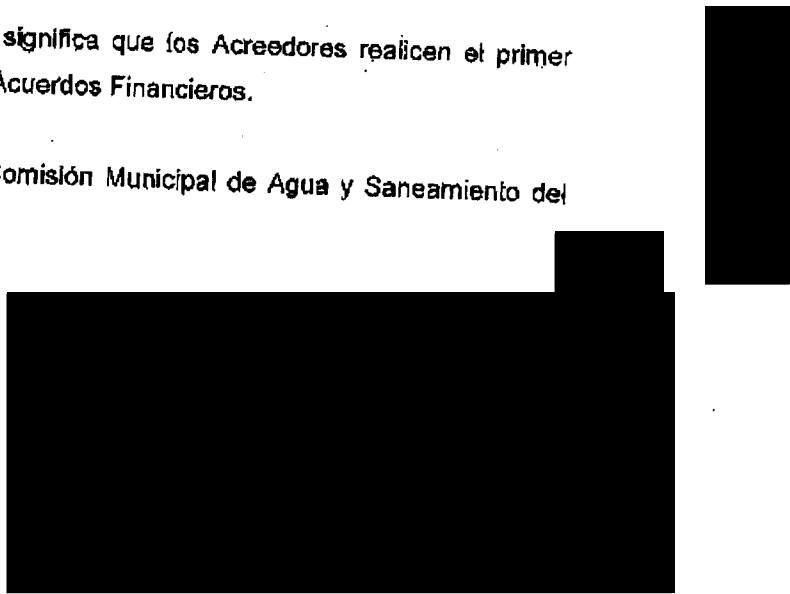 significa que los Acreedores realicen el primer
Acuerdos Financieros.
Comisión Municipal de Agua y Saneamiento del